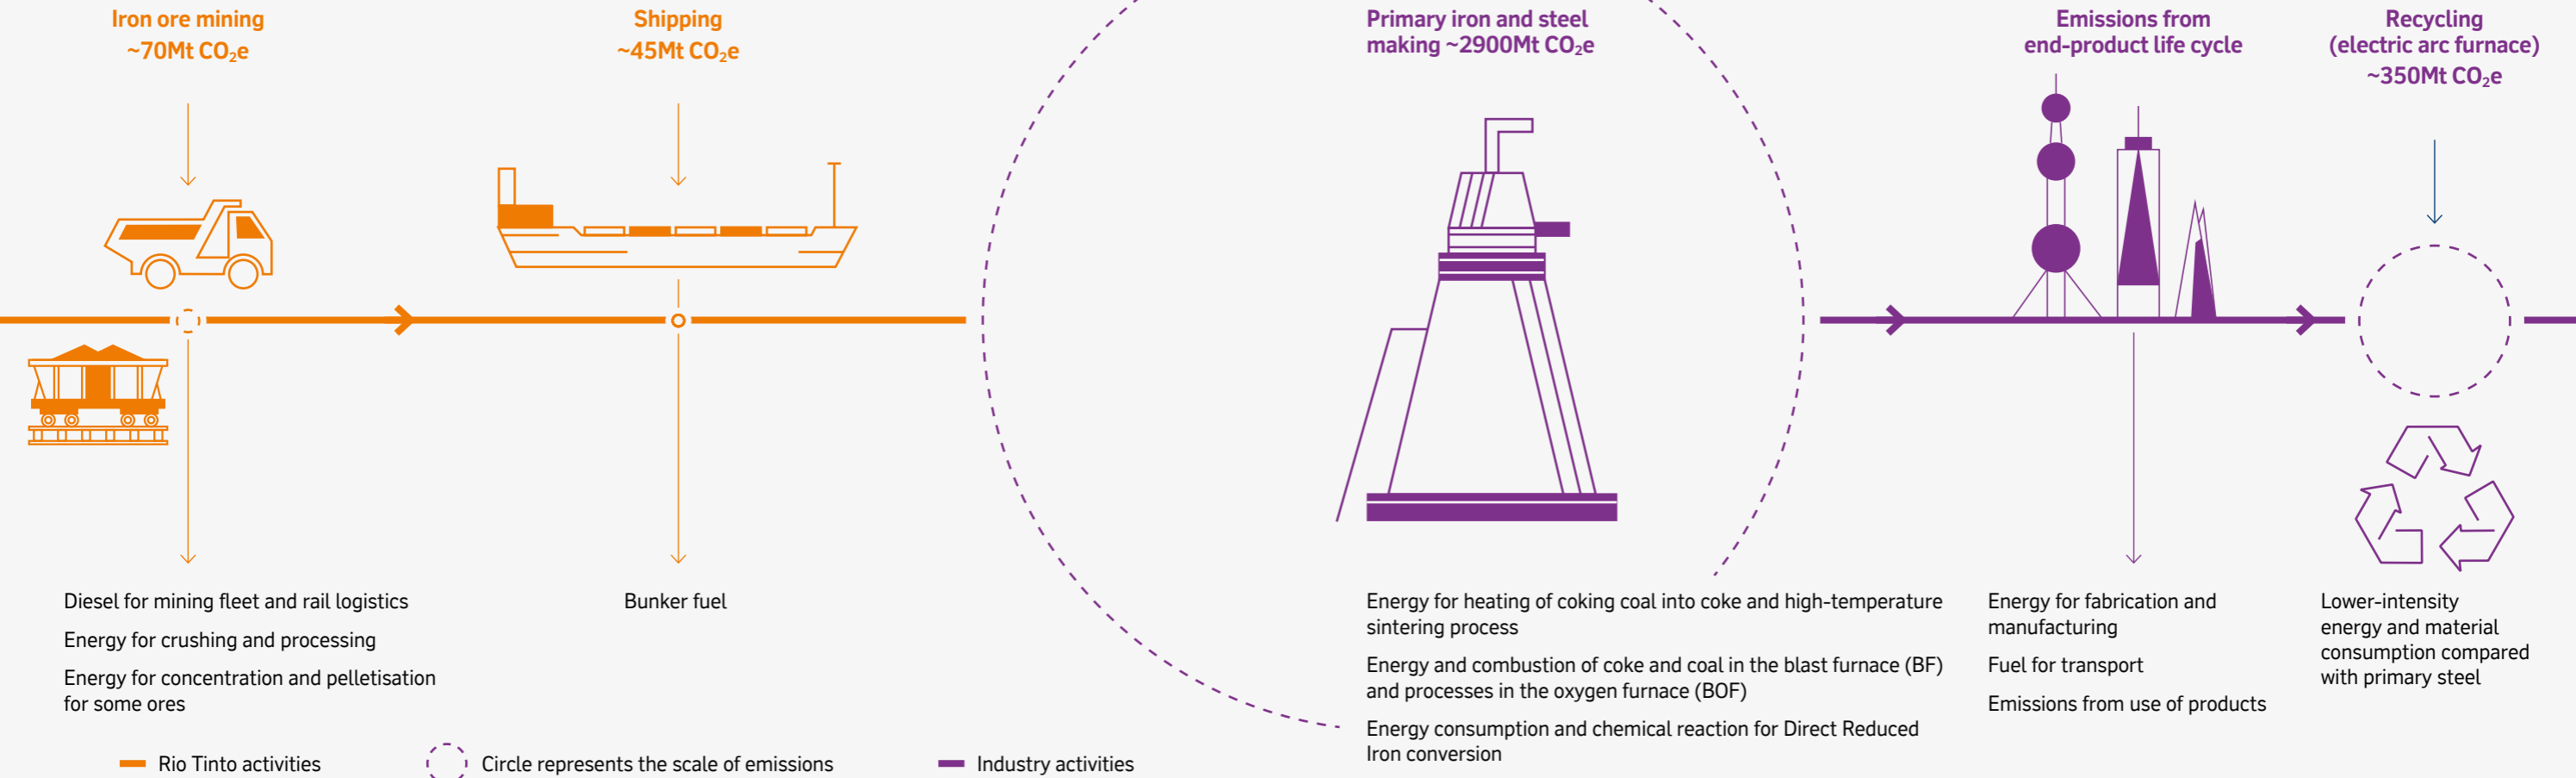 Iron ore mining
~70Mt CO₂e
Diesel for mining fleet and rail logistics
Energy for crushing and processing
Energy for concentration and pelletisation
for some ores
Shipping
~45Mt CO₂e
Bunker fuel
Primary iron and steel
making ~2900Mt CO₂e
Energy for heating of coking coal into coke and high-temperature
sintering process
Energy and combustion of coke and coal in the blast furnace (BF)
and processes in the oxygen furnace (BOF)
Energy consumption and chemical reaction for Direct Reduced
Iron conversion
Emissions from
end-product life cycle
Energy for fabrication and
manufacturing
Fuel for transport
Emissions from use of products
Recycling
(electric arc furnace)
~350Mt CO₂e
Lower-intensity
energy and material
consumption compared
with primary steel
Rio Tinto activities
Circle represents the scale of emissions
Industry activities